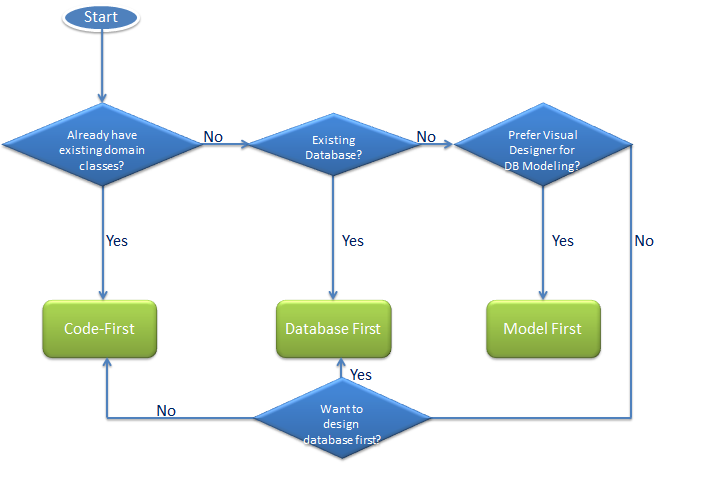 Start
Already have
existing domain
classes?
No
Existing
Database?
No
Prefer Visual
Designer for
DB Modeling?
Yes
Yes
Yes
No
Code-First
Database First
Model First
Yes
No
Want to
design
database first?